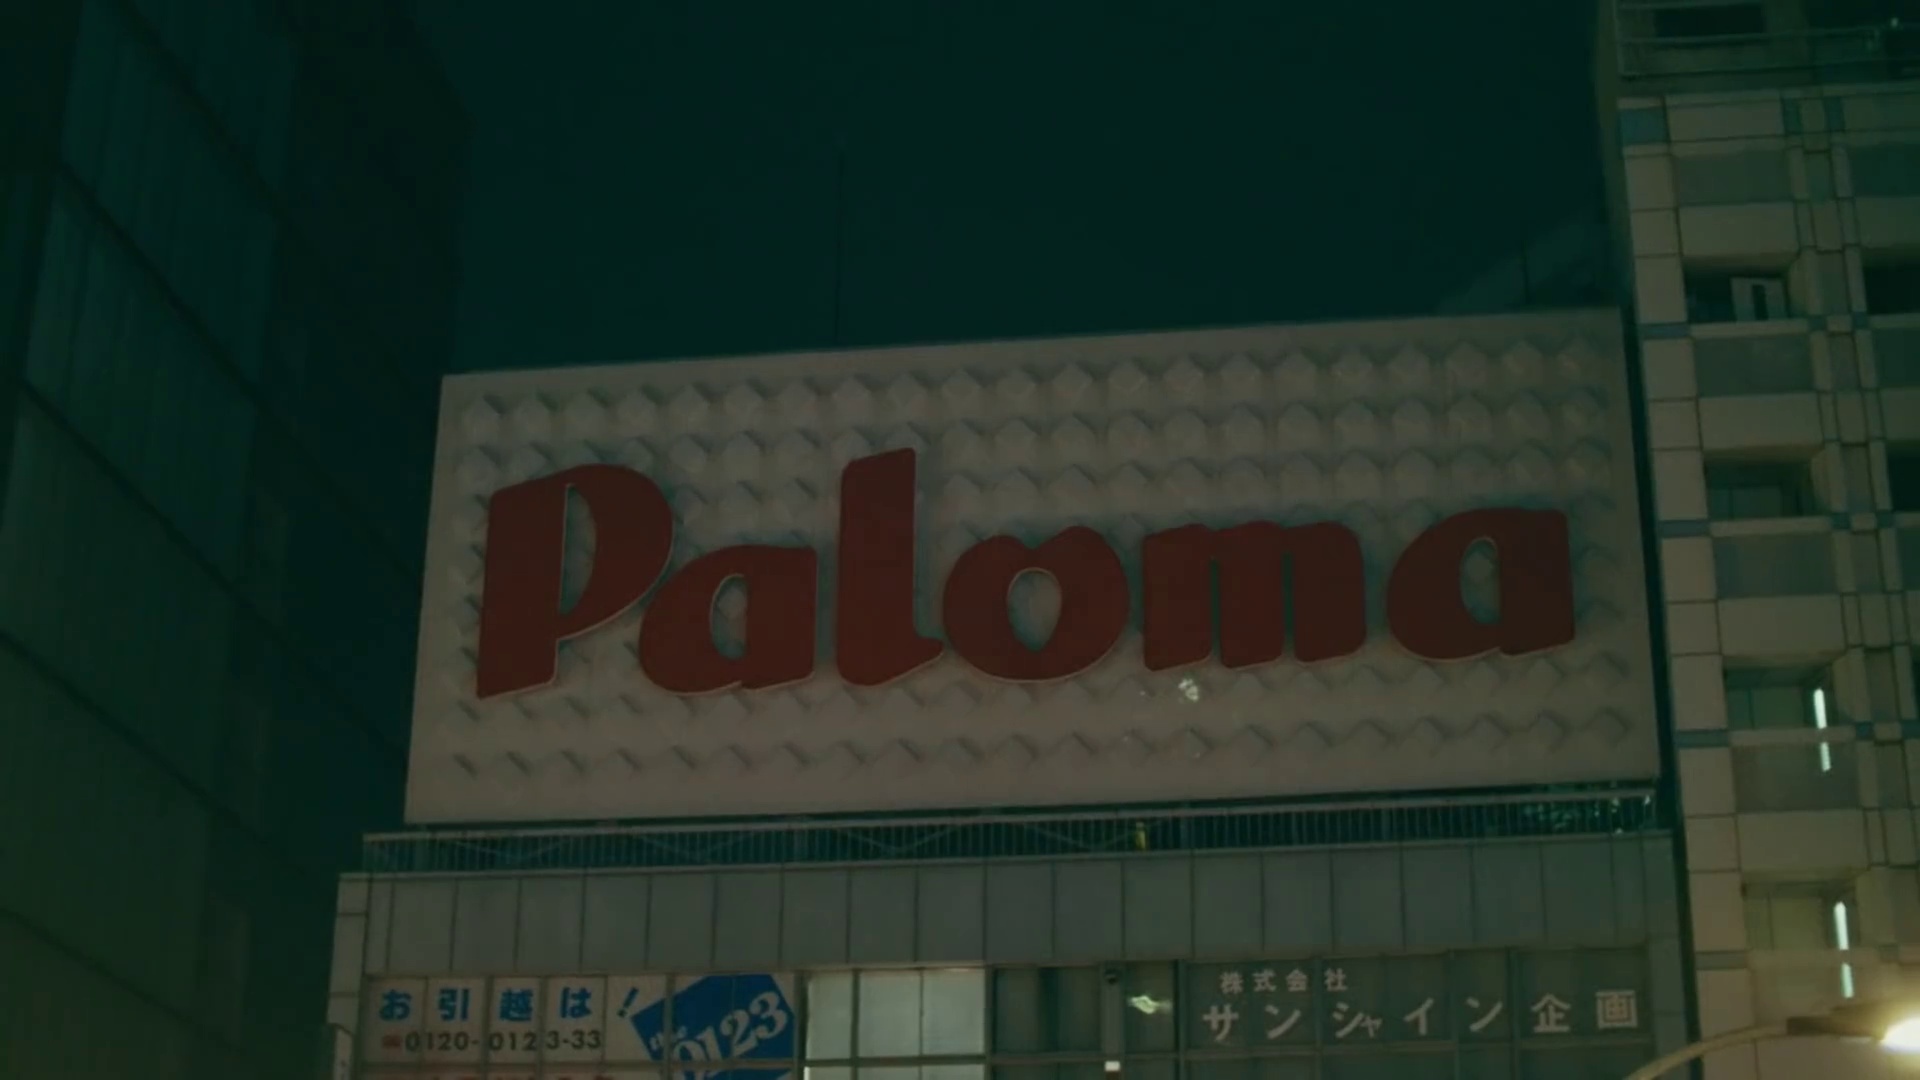 Paloma
お引越は!
0120-0123-33
0123
株式会社
サンシャイン企画